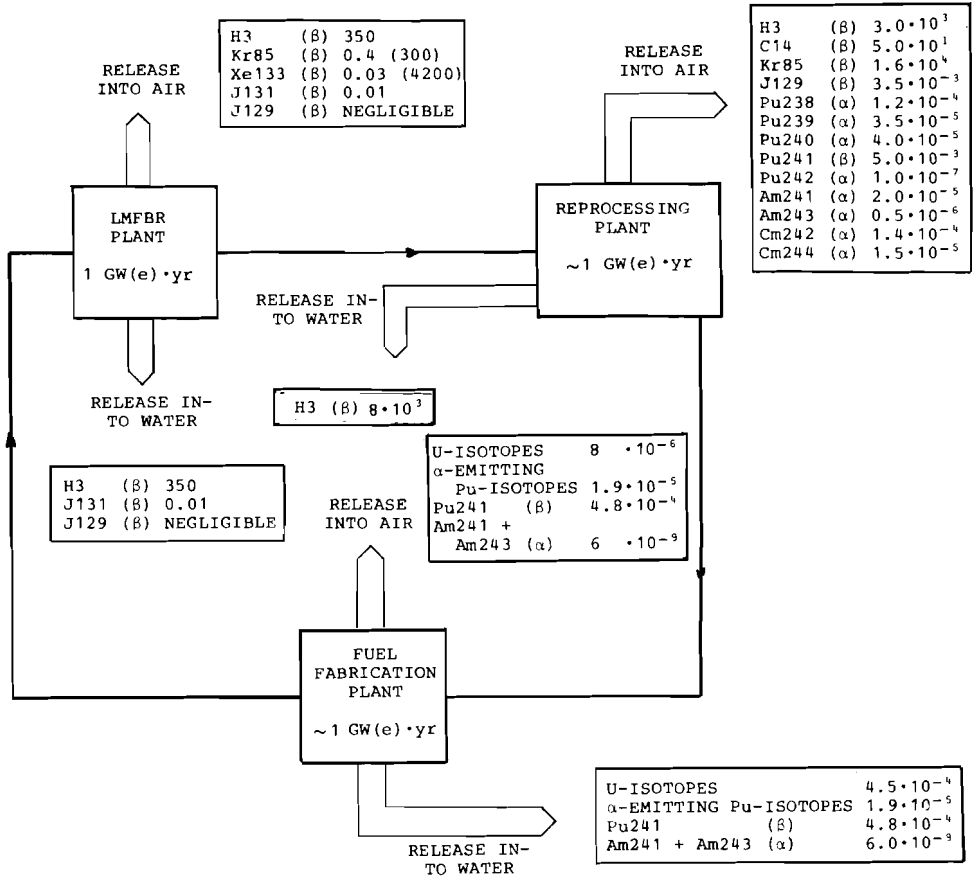 H3 (β) 350
Kr85 (β) 0.4 (300)
Xe133 (β) 0.03 (4200)
J131 (β) 0.01
J129 (β) NEGLIGIBLE
RELEASE
INTO AIR
RELEASE
INTO AIR
H3 (β) 3.0·10³
C14 (β) 5.0·10¹
Kr85 (β) 1.6·10⁴
J129 (β) 3.5·10⁻³
Pu238 (α) 1.2·10⁻⁴
Pu239 (α) 3.5·10⁻⁵
Pu240 (α) 4.0·10⁻⁵
Pu241 (β) 5.0·10⁻³
Pu242 (α) 1.0·10⁻⁷
Am241 (α) 2.0·10⁻⁵
Am243 (α) 0.5·10⁻⁶
Cm242 (α) 1.4·10⁻⁴
Cm244 (α) 1.5·10⁻⁵
LMFBR
PLANT
1 GW(e)·yr
REPROCESSING
PLANT
~1 GW(e)·yr
RELEASE IN-
TO WATER
RELEASE IN-
TO WATER
H3 (β) 8·10³
H3 (β) 350
J131 (β) 0.01
J129 (β) NEGLIGIBLE
RELEASE
INTO AIR
U-ISOTOPES 8 ·10⁻⁶
α-EMITTING
Pu-ISOTOPES 1.9·10⁻⁵
Pu241 (β) 4.8·10⁻⁴
Am241 +
Am243 (α) 6 ·10⁻⁹
FUEL
FABRICATION
PLANT
~1 GW(e)·yr
RELEASE IN-
TO WATER
U-ISOTOPES 4.5·10⁻⁴
α-EMITTING Pu-ISOTOPES 1.9·10⁻⁵
Pu241 (β) 4.8·10⁻⁴
Am241 + Am243 (α) 6.0·10⁻⁹